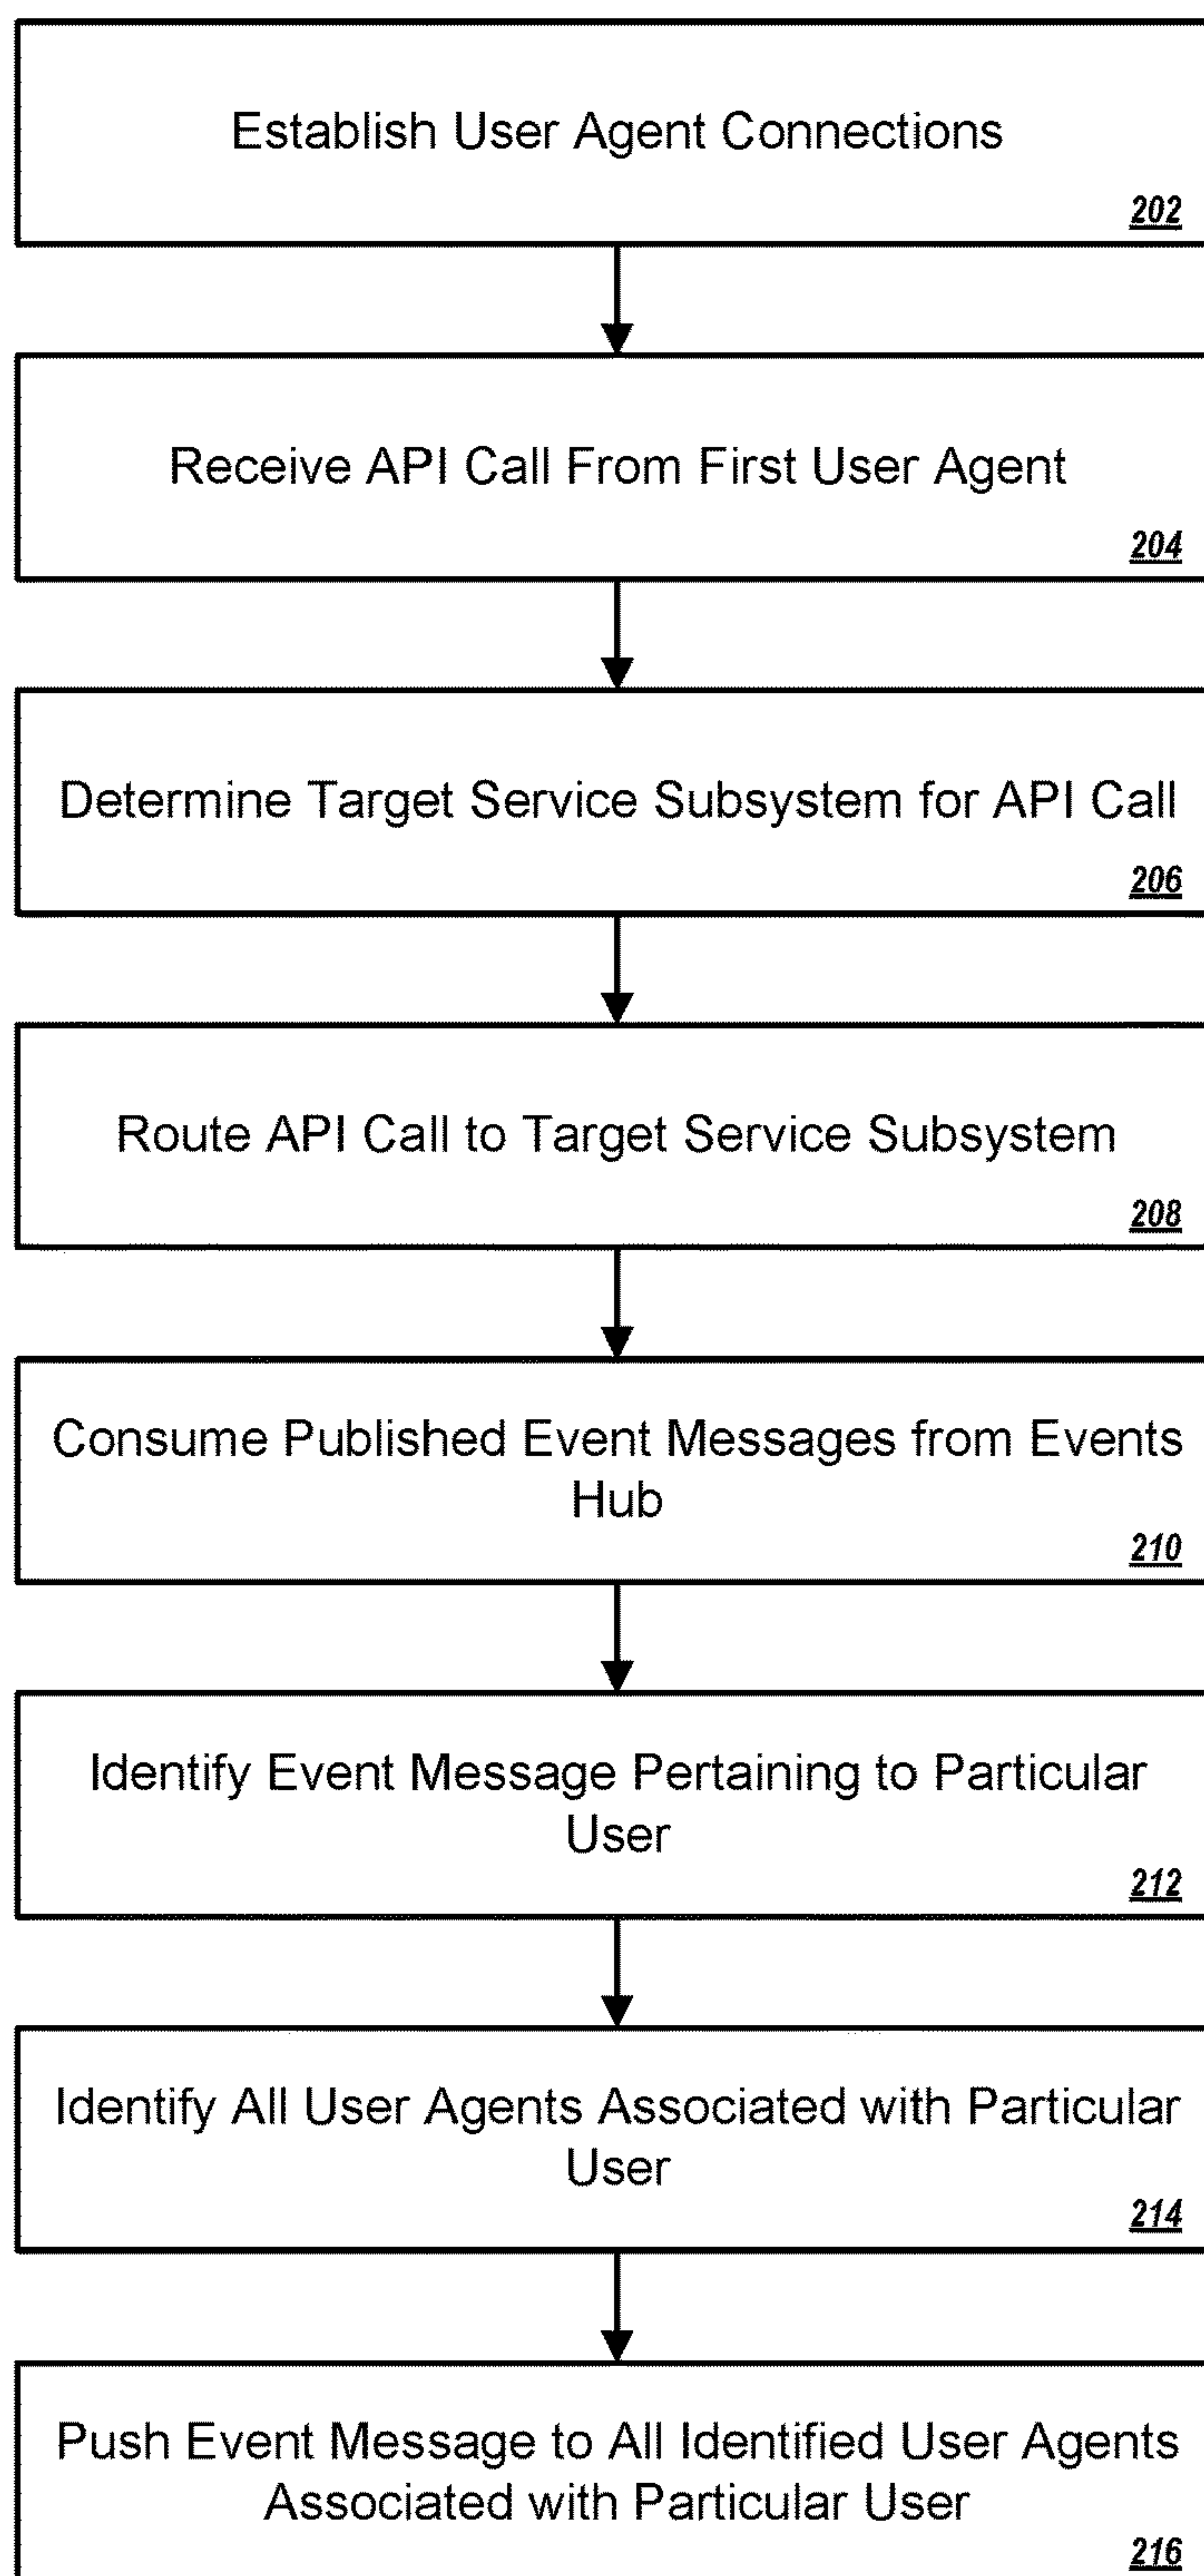 Establish User Agent Connections
202
Receive API Call From First User Agent
204
Determine Target Service Subsystem for API Call
206
Route API Call to Target Service Subsystem
208
Consume Published Event Messages from Events
Hub
210
Identify Event Message Pertaining to Particular
User
212
Identify All User Agents Associated with Particular
User
214
Push Event Message to All Identified User Agents
Associated with Particular User
216